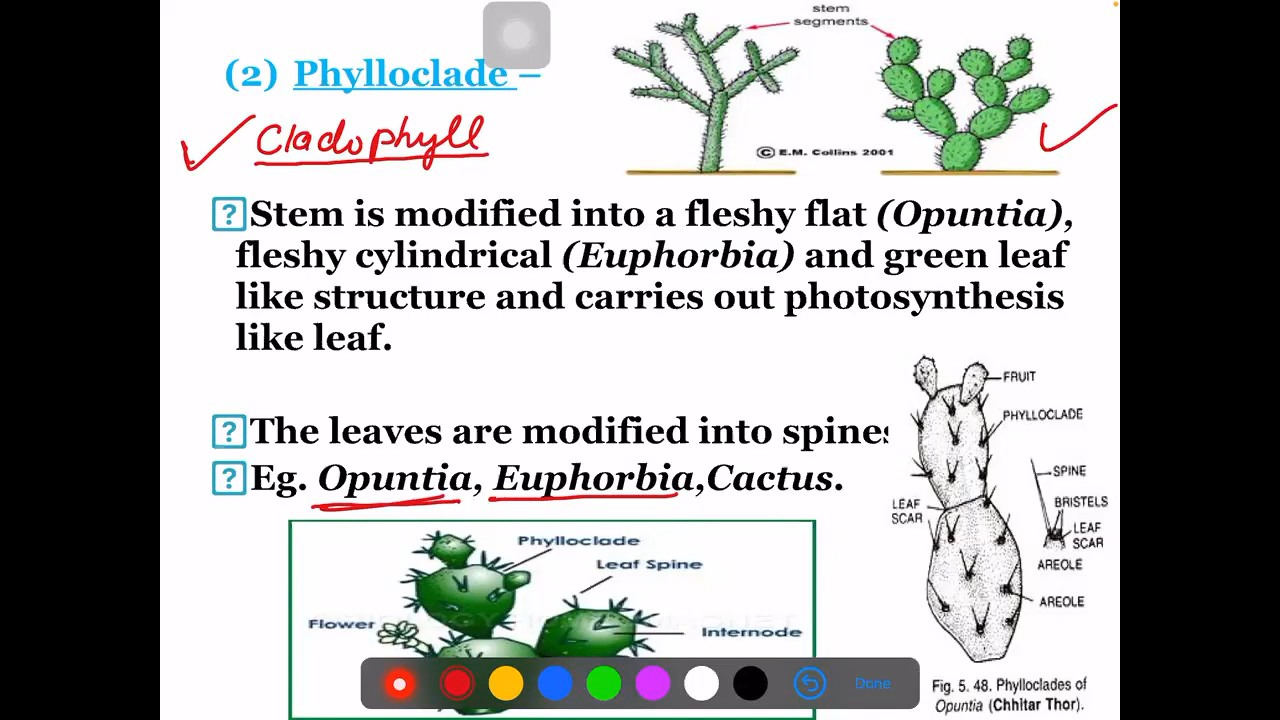 stem
segments
(2) Phylloclade –
Cladophyll
© E.M. Collins 2001
Stem is modified into a fleshy flat (Opuntia),
fleshy cylindrical (Euphorbia) and green leaf
like structure and carries out photosynthesis
like leaf.
The leaves are modified into spines
Eg. Opuntia, Euphorbia,Cactus.
FRUIT
PHYLLOCLADE
SPINE
BRISTELS
LEAF
SCAR
LEAF
SCAR
AREOLE
AREOLE
Fig. 5. 48. Phylloclades of
Opuntia (Chhitar Thor).
Phylloclade
Leaf Spine
Flower
Internode
Done